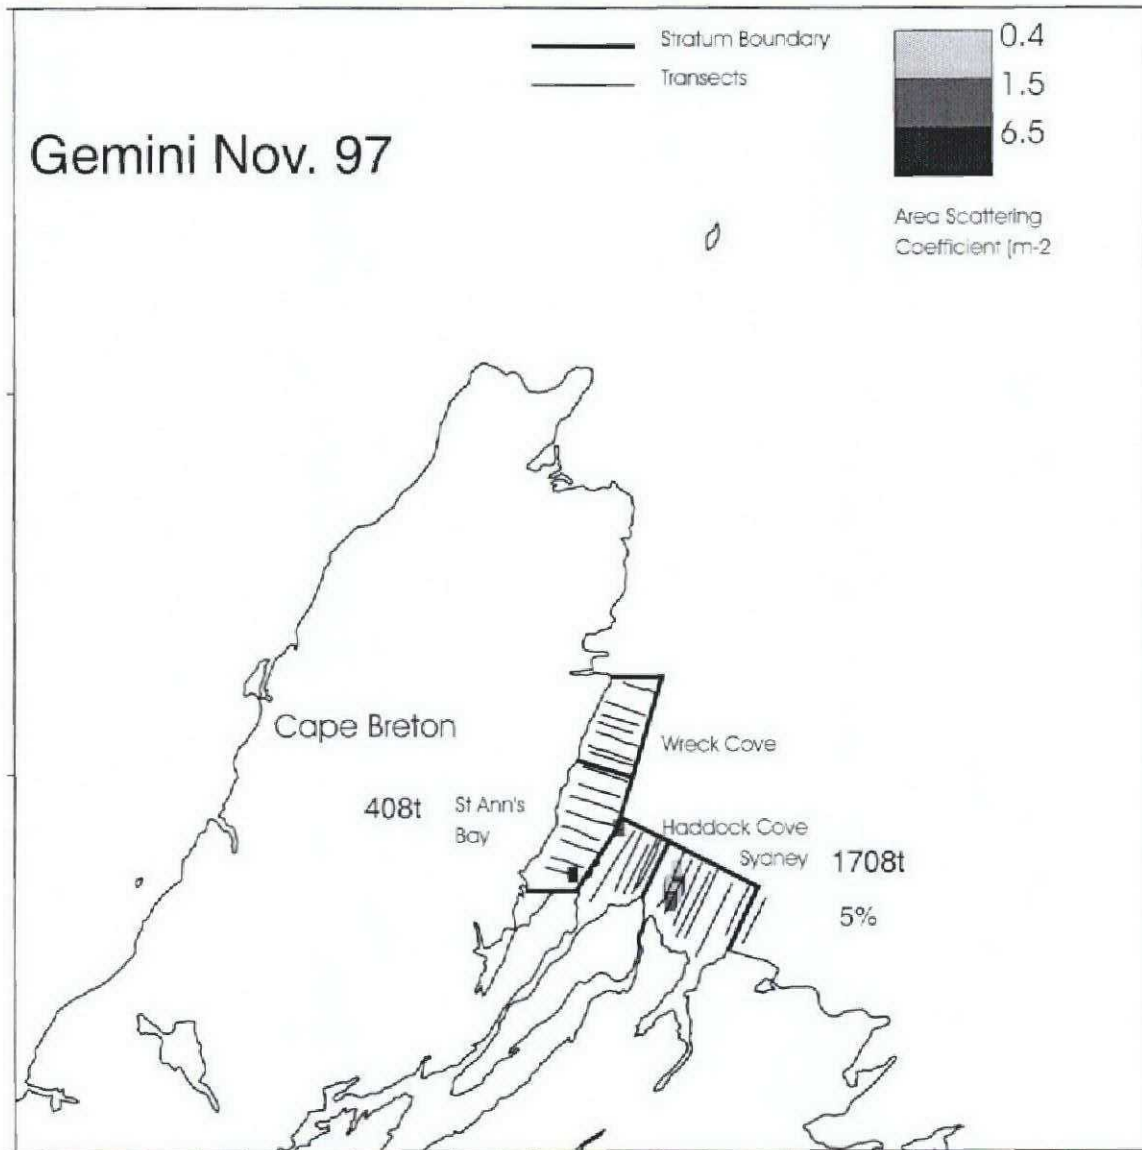 Stratum Boundary
Transects
0.4
1.5
6.5
Gemini Nov. 97
Area Scattering
Coefficient (m-2
Cape Breton
Wreck Cove
408t
St Ann's
Bay
Haddock Cove
Sydney
1708t
5%